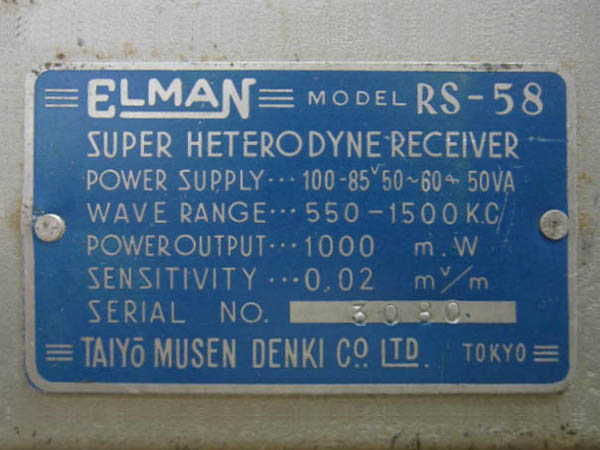 ELMAN MODEL RS-58
SUPER HETERODYNE RECEIVER
POWER SUPPLY ··· 100-85V 50~60~ 50VA
WAVE RANGE ··· 550-1500 K.C
POWER OUTPUT ··· 1000 m.W
SENSITIVITY ··· 0.02 mV/m
SERIAL NO. 3080
TAIYō MUSEN DENKI Co. LTD. TOKYO